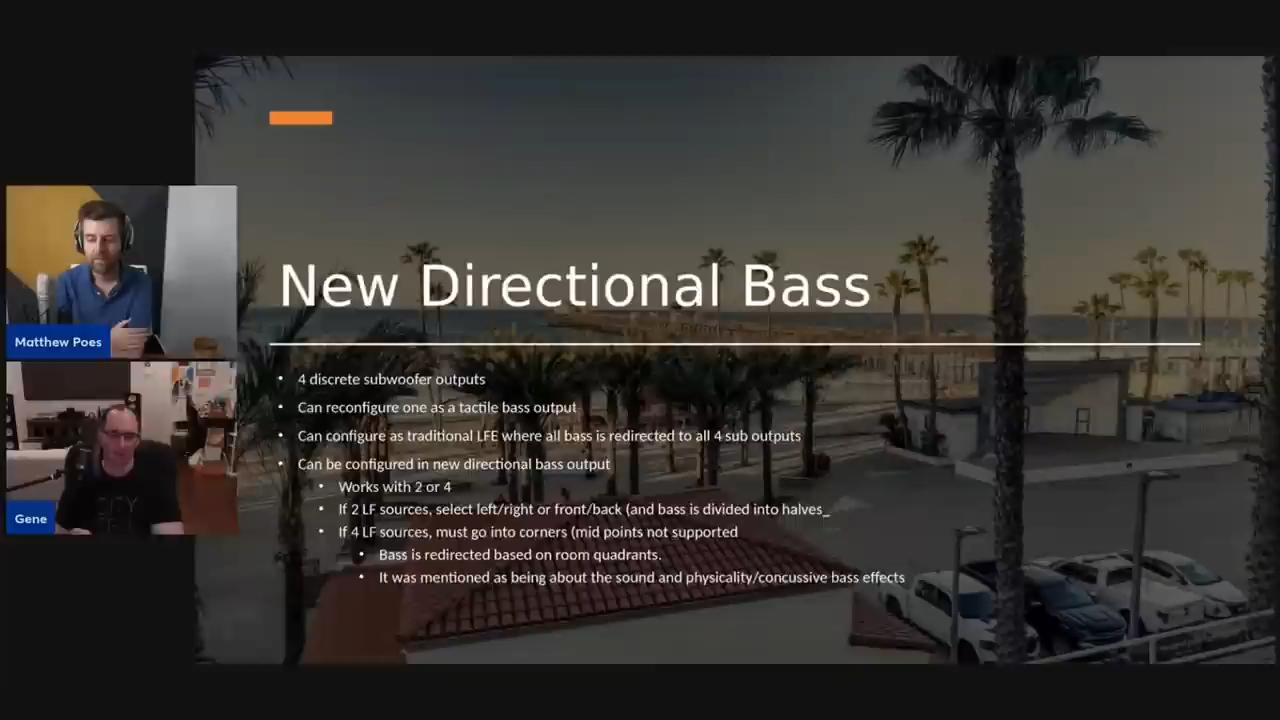 New Directional Bass
• 4 discrete subwoofer outputs
• Can reconfigure one as a tactile bass output
• Can configure as traditional LFE where all bass is redirected to all 4 sub outputs
• Can be configured in new directional bass output
• Works with 2 or 4
• If 2 LF sources, select left/right or front/back (and bass is divided into halves_
• If 4 LF sources, must go into corners (mid points not supported
• Bass is redirected based on room quadrants.
• It was mentioned as being about the sound and physicality/concussive bass effects
Matthew Poes
Gene